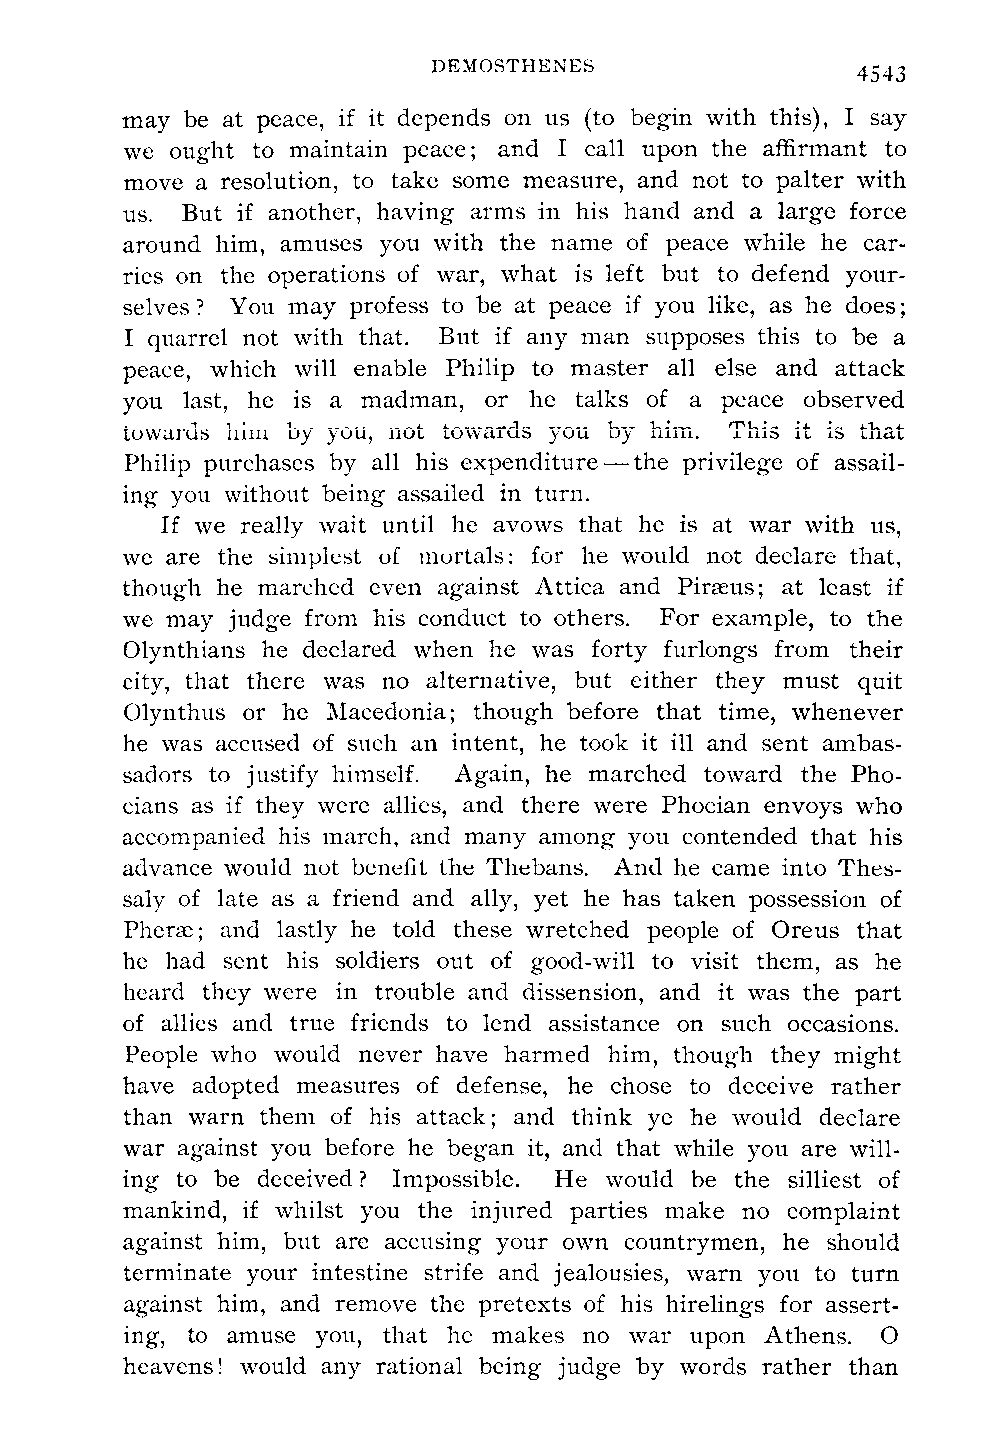 DEMOSTHENES 4543
may be at peace, if it depends on us (to begin with this), I say
we ought to maintain peace; and I call upon the affirmant to
move a resolution, to take some measure, and not to palter with
us. But if another, having arms in his hand and a large force
around him, amuses you with the name of peace while he car-
ries on the operations of war, what is left but to defend your-
selves? You may profess to be at peace if you like, as he does;
I quarrel not with that. But if any man supposes this to be a
peace, which will enable Philip to master all else and attack
you last, he is a madman, or he talks of a peace observed
towards him by you, not towards you by him. This it is that
Philip purchases by all his expenditure—the privilege of assail-
ing you without being assailed in turn.
If we really wait until he avows that he is at war with us,
we are the simplest of mortals: for he would not declare that,
though he marched even against Attica and Piræus; at least if
we may judge from his conduct to others. For example, to the
Olynthians he declared when he was forty furlongs from their
city, that there was no alternative, but either they must quit
Olynthus or he Macedonia; though before that time, whenever
he was accused of such an intent, he took it ill and sent ambas-
sadors to justify himself. Again, he marched toward the Pho-
cians as if they were allies, and there were Phocian envoys who
accompanied his march, and many among you contended that his
advance would not benefit the Thebans. And he came into Thes-
saly of late as a friend and ally, yet he has taken possession of
Pheræ; and lastly he told these wretched people of Oreus that
he had sent his soldiers out of good-will to visit them, as he
heard they were in trouble and dissension, and it was the part
of allies and true friends to lend assistance on such occasions.
People who would never have harmed him, though they might
have adopted measures of defense, he chose to deceive rather
than warn them of his attack; and think ye he would declare
war against you before he began it, and that while you are will-
ing to be deceived? Impossible. He would be the silliest of
mankind, if whilst you the injured parties make no complaint
against him, but are accusing your own countrymen, he should
terminate your intestine strife and jealousies, warn you to turn
against him, and remove the pretexts of his hirelings for assert-
ing, to amuse you, that he makes no war upon Athens. O
heavens! would any rational being judge by words rather than